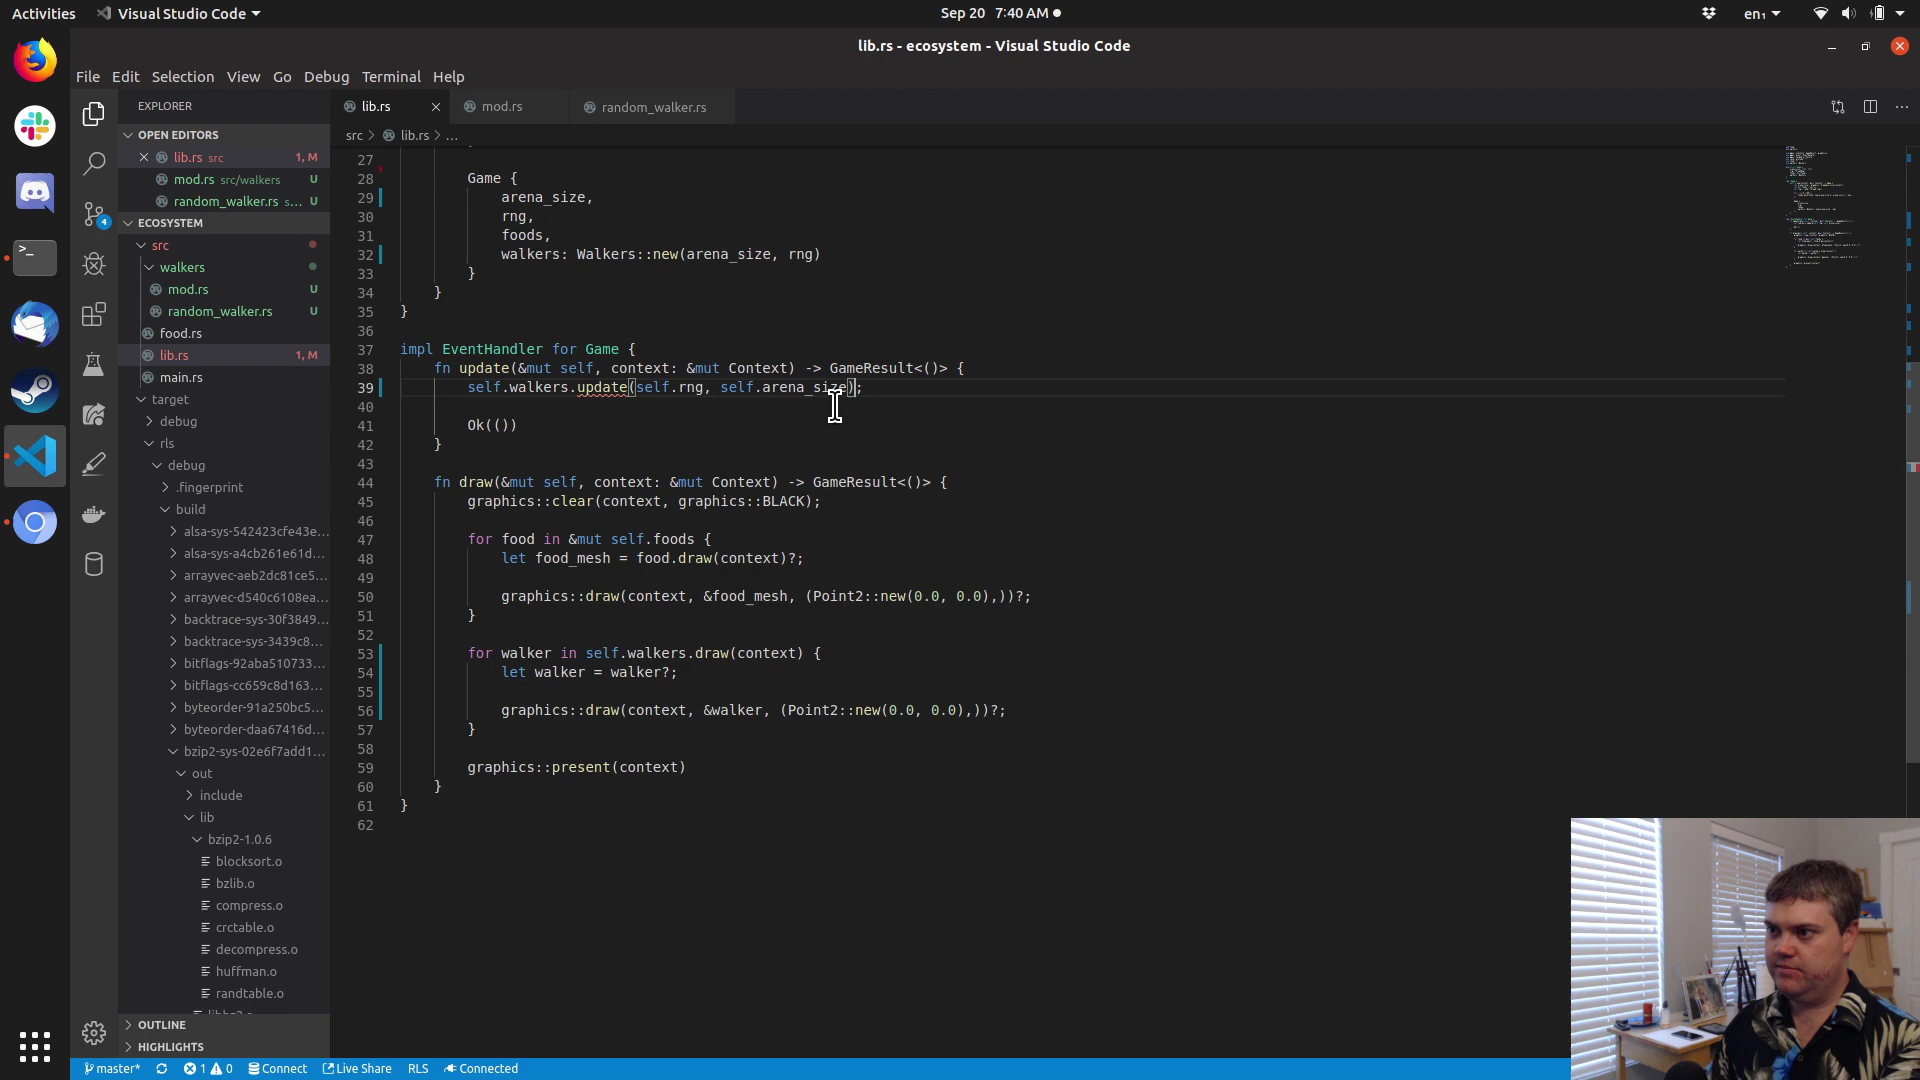 Activities
Visual Studio Code
Sep 20 7:40 AM
en₁
lib.rs - ecosystem - Visual Studio Code
File Edit Selection View Go Debug Terminal Help
EXPLORER
lib.rs
mod.rs
random_walker.rs
OPEN EDITORS
src > lib.rs > ...
lib.rs src 1, M
mod.rs src/walkers U
random_walker.rs s... U
ECOSYSTEM
src
walkers
mod.rs U
random_walker.rs U
food.rs
lib.rs 1, M
main.rs
target
debug
rls
debug
.fingerprint
build
alsa-sys-542423cfe43e...
alsa-sys-a4cb261e61d...
arrayvec-aeb2dc81ce5...
arrayvec-d540c6108ea...
backtrace-sys-30f3849...
backtrace-sys-3439c8...
bitflags-92aba510733...
bitflags-cc659c8d163...
byteorder-91a250bc5...
byteorder-daa67416d...
bzip2-sys-02e6f7add1...
out
include
lib
bzip2-1.0.6
blocksort.o
bzlib.o
compress.o
crctable.o
decompress.o
huffman.o
randtable.o
OUTLINE
HIGHLIGHTS
4
27
28 Game {
29 arena_size,
30 rng,
31 foods,
32 walkers: Walkers::new(arena_size, rng)
33 }
34 }
35 }
36
37 impl EventHandler for Game {
38 fn update(&mut self, context: &mut Context) -> GameResult<()> {
39 self.walkers.update(self.rng, self.arena_size);
40
41 Ok(())
42 }
43
44 fn draw(&mut self, context: &mut Context) -> GameResult<()> {
45 graphics::clear(context, graphics::BLACK);
46
47 for food in &mut self.foods {
48 let food_mesh = food.draw(context)?;
49
50 graphics::draw(context, &food_mesh, (Point2::new(0.0, 0.0),))?;
51 }
52
53 for walker in self.walkers.draw(context) {
54 let walker = walker?;
55
56 graphics::draw(context, &walker, (Point2::new(0.0, 0.0),))?;
57 }
58
59 graphics::present(context)
60 }
61 }
62
master* 1 0 Connect Live Share RLS Connected